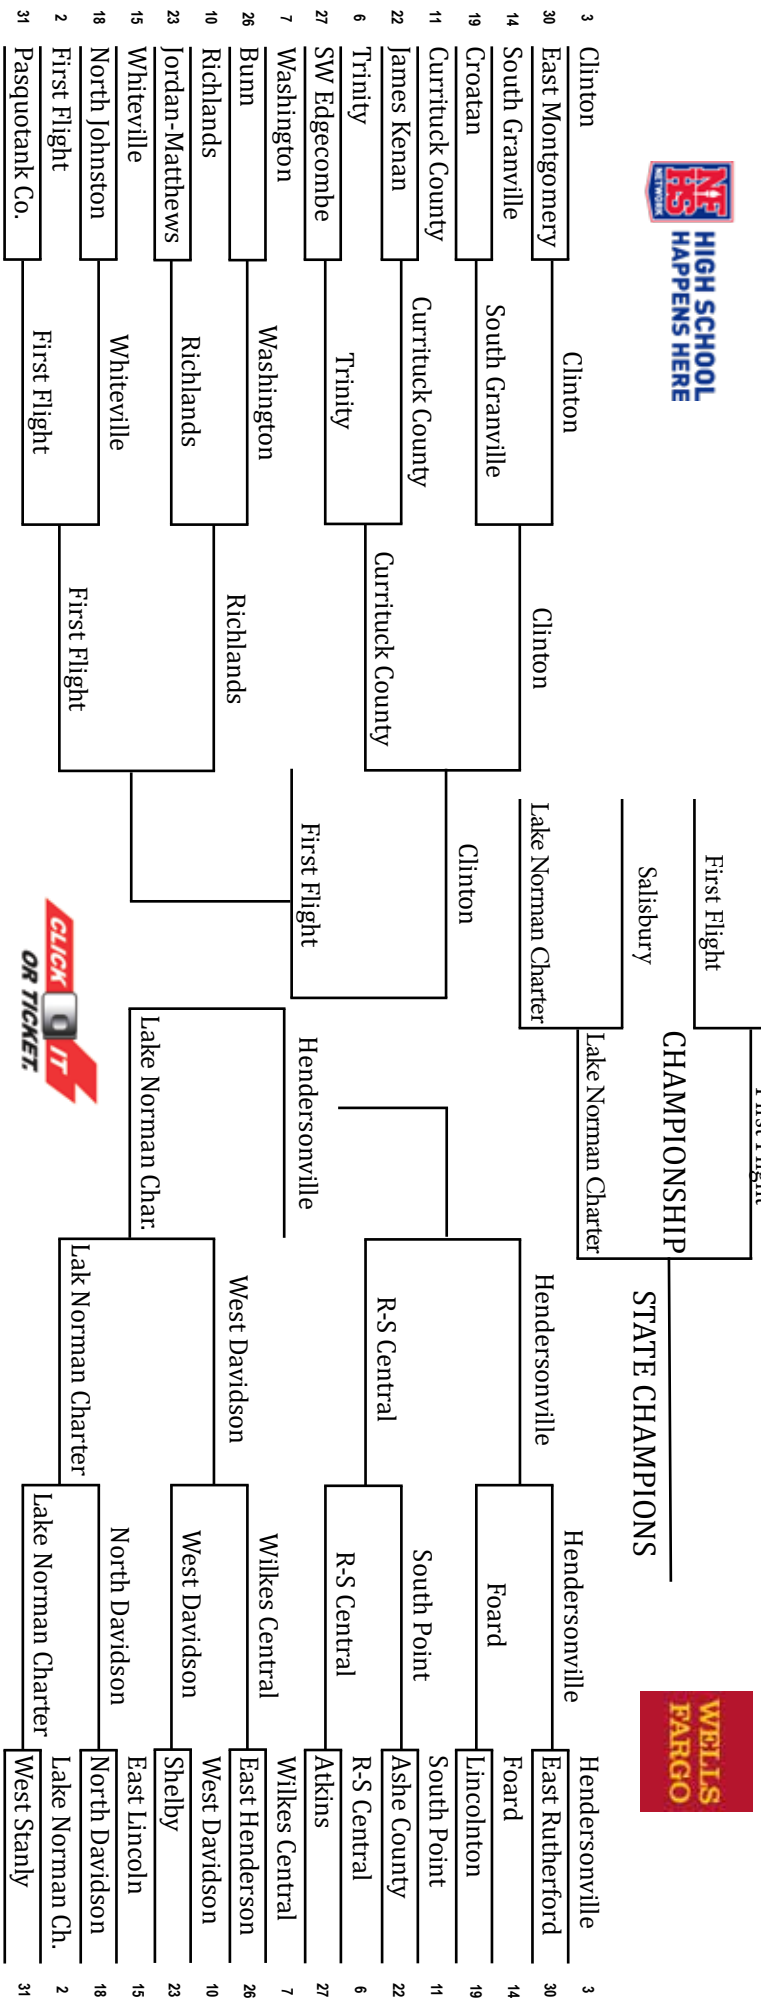 HIGH SCHOOL
HAPPENS HERE
NFHS
NETWORK
3 Clinton
30 East Montgomery
14 South Granville
19 Croatan
11 Currituck County
22 James Kenan
6 Trinity
27 SW Edgecombe
7 Washington
26 Bunn
10 Richlands
23 Jordan-Matthews
15 Whiteville
18 North Johnston
2 First Flight
31 Pasquotank Co.
Clinton
South Granville
Currituck County
Trinity
Washington
Richlands
Whiteville
First Flight
Clinton
Currituck County
Richlands
First Flight
Clinton
First Flight
First Flight
Salisbury
Lake Norman Charter
First Flight
CHAMPIONSHIP
Lake Norman Charter
STATE CHAMPIONS
CLICK IT
OR TICKET.
Hendersonville
Lake Norman Char.
Hendersonville
R-S Central
West Davidson
Lak Norman Charter
Hendersonville
Foard
South Point
R-S Central
Wilkes Central
West Davidson
North Davidson
Lake Norman Charter
WELLS
FARGO
Hendersonville 3
East Rutherford 30
Foard 14
Lincolnton 19
South Point 11
Ashe County 22
R-S Central 6
Atkins 27
Wilkes Central 7
East Henderson 26
West Davidson 10
Shelby 23
East Lincoln 15
North Davidson 18
Lake Norman Ch. 2
West Stanly 31